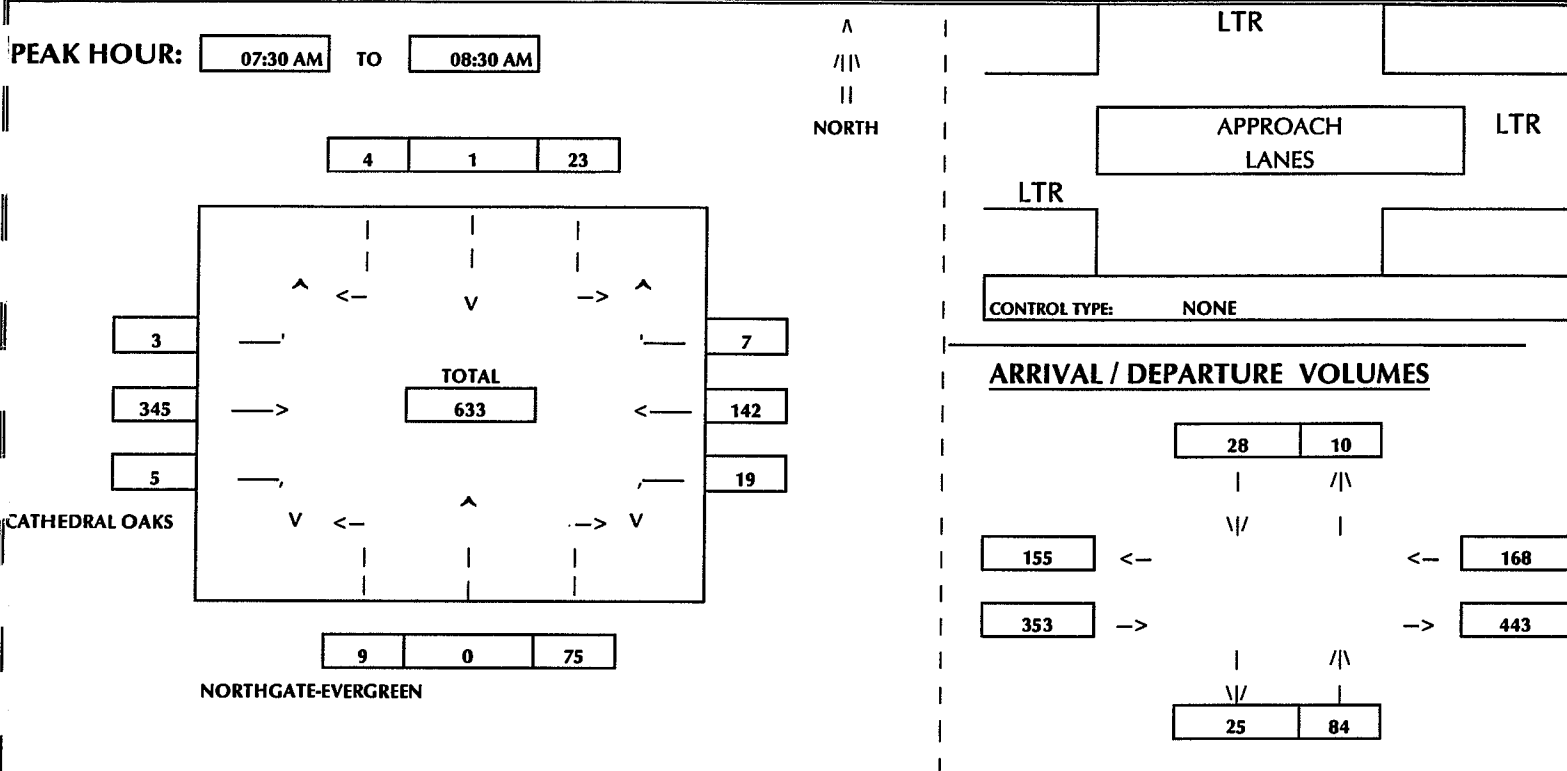 PEAK HOUR: 07:30 AM TO 08:30 AM
NORTH
4 1 23
3
345
5
TOTAL
633
7
142
19
CATHEDRAL OAKS
9 0 75
NORTHGATE-EVERGREEN
LTR
APPROACH
LANES
LTR
LTR
CONTROL TYPE: NONE
ARRIVAL / DEPARTURE VOLUMES
28 10
155 168
353 443
25 84